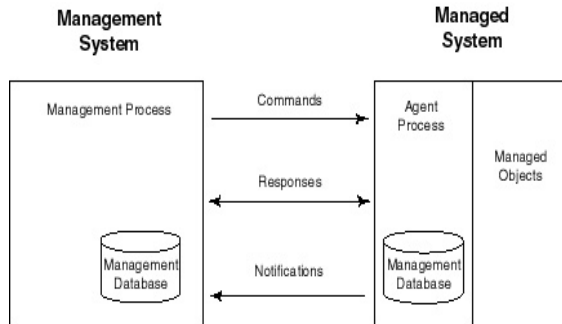 Management
System
Managed
System
Management Process
Commands
Agent
Process
Managed
Objects
Responses
Management
Database
Notifications
Management
Database